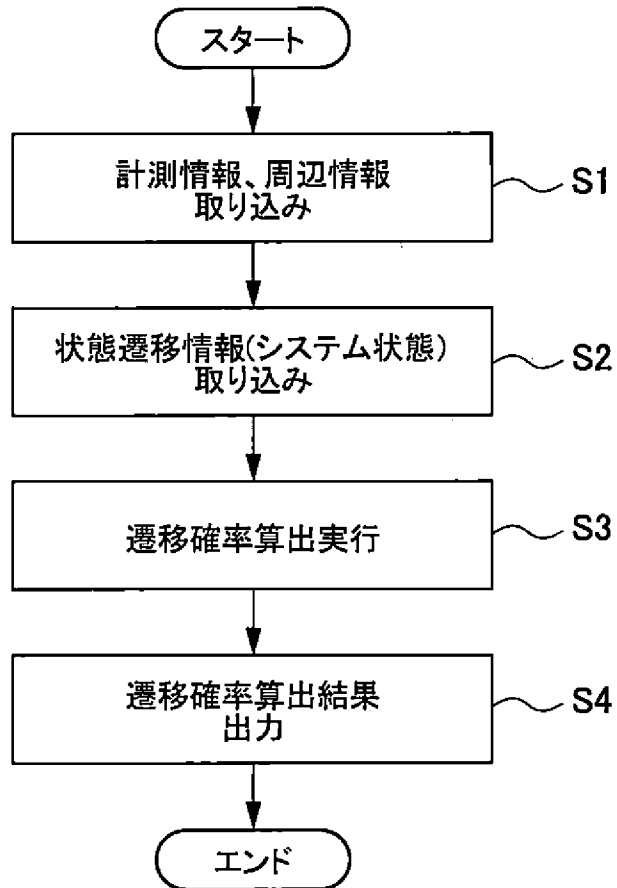 スタート
計測情報、周辺情報
取り込み
S1
状態遷移情報(システム状態)
取り込み
S2
遷移確率算出実行
S3
遷移確率算出結果
出力
S4
エンド